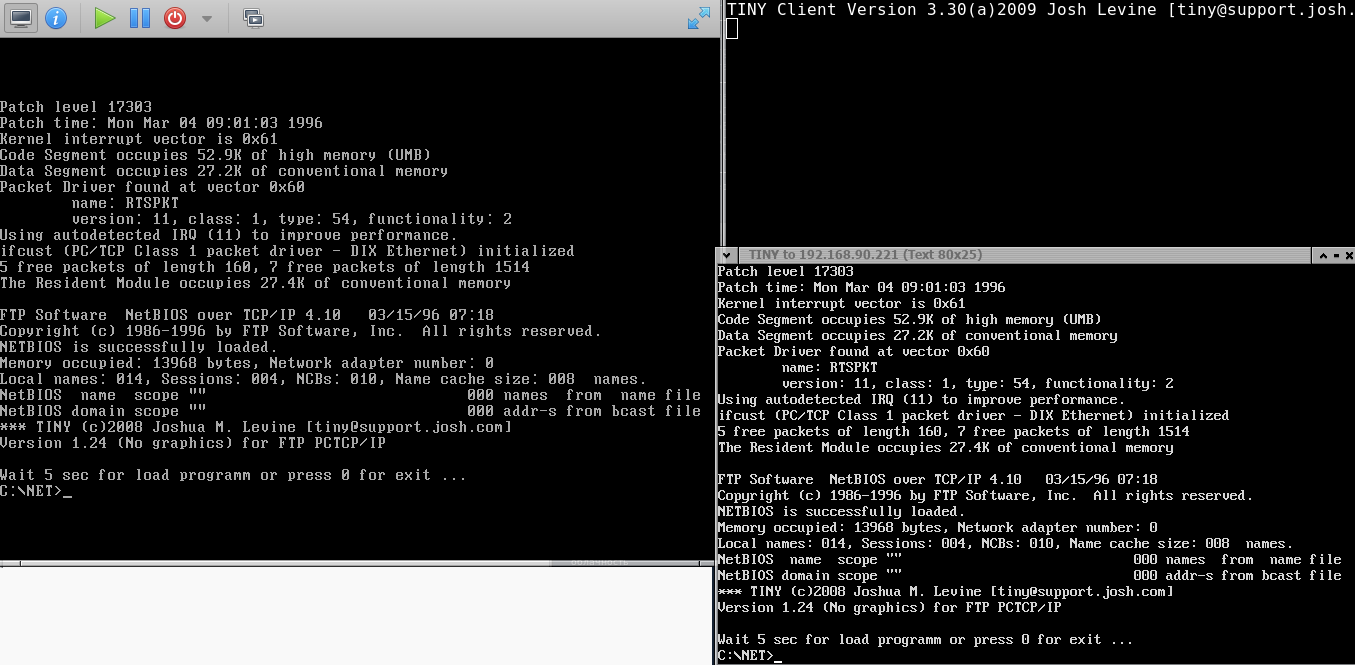 Patch level 17303
Patch time: Mon Mar 04 09:01:03 1996
Kernel interrupt vector is 0x61
Code Segment occupies 52.9K of high memory (UMB)
Data Segment occupies 27.2K of conventional memory
Packet Driver found at vector 0x60
name: RTSPKT
version: 11, class: 1, type: 54, functionality: 2
Using autodetected IRQ (11) to improve performance.
ifcust (PC/TCP Class 1 packet driver - DIX Ethernet) initialized
5 free packets of length 160, 7 free packets of length 1514
The Resident Module occupies 27.4K of conventional memory
FTP Software  NetBIOS over TCP/IP 4.10   03/15/96 07:18
Copyright (c) 1986-1996 by FTP Software, Inc.  All rights reserved.
NETBIOS is successfully loaded.
Memory occupied: 13968 bytes, Network adapter number: 0
Local names: 014, Sessions: 004, NCBs: 010, Name cache size: 008  names.
NetBIOS  name  scope ""                             000 names  from  name file
NetBIOS domain scope ""                             000 addr-s from bcast file
*** TINY (c)2008 Joshua M. Levine [tiny@support.josh.com]
Version 1.24 (No graphics) for FTP PCTCP/IP
Wait 5 sec for load programm or press 0 for exit ...
C:\NET>_
TINY Client Version 3.30(a)2009 Josh Levine [tiny@support.josh.
TINY to 192.168.90.221 (Text 80x25)
Patch level 17303
Patch time: Mon Mar 04 09:01:03 1996
Kernel interrupt vector is 0x61
Code Segment occupies 52.9K of high memory (UMB)
Data Segment occupies 27.2K of conventional memory
Packet Driver found at vector 0x60
name: RTSPKT
version: 11, class: 1, type: 54, functionality: 2
Using autodetected IRQ (11) to improve performance.
ifcust (PC/TCP Class 1 packet driver - DIX Ethernet) initialized
5 free packets of length 160, 7 free packets of length 1514
The Resident Module occupies 27.4K of conventional memory
FTP Software  NetBIOS over TCP/IP 4.10   03/15/96 07:18
Copyright (c) 1986-1996 by FTP Software, Inc.  All rights reserved.
NETBIOS is successfully loaded.
Memory occupied: 13968 bytes, Network adapter number: 0
Local names: 014, Sessions: 004, NCBs: 010, Name cache size: 008  names.
NetBIOS  name  scope ""                             000 names  from  name file
NetBIOS domain scope ""                             000 addr-s from bcast file
*** TINY (c)2008 Joshua M. Levine [tiny@support.josh.com]
Version 1.24 (No graphics) for FTP PCTCP/IP
Wait 5 sec for load programm or press 0 for exit ...
C:\NET>_